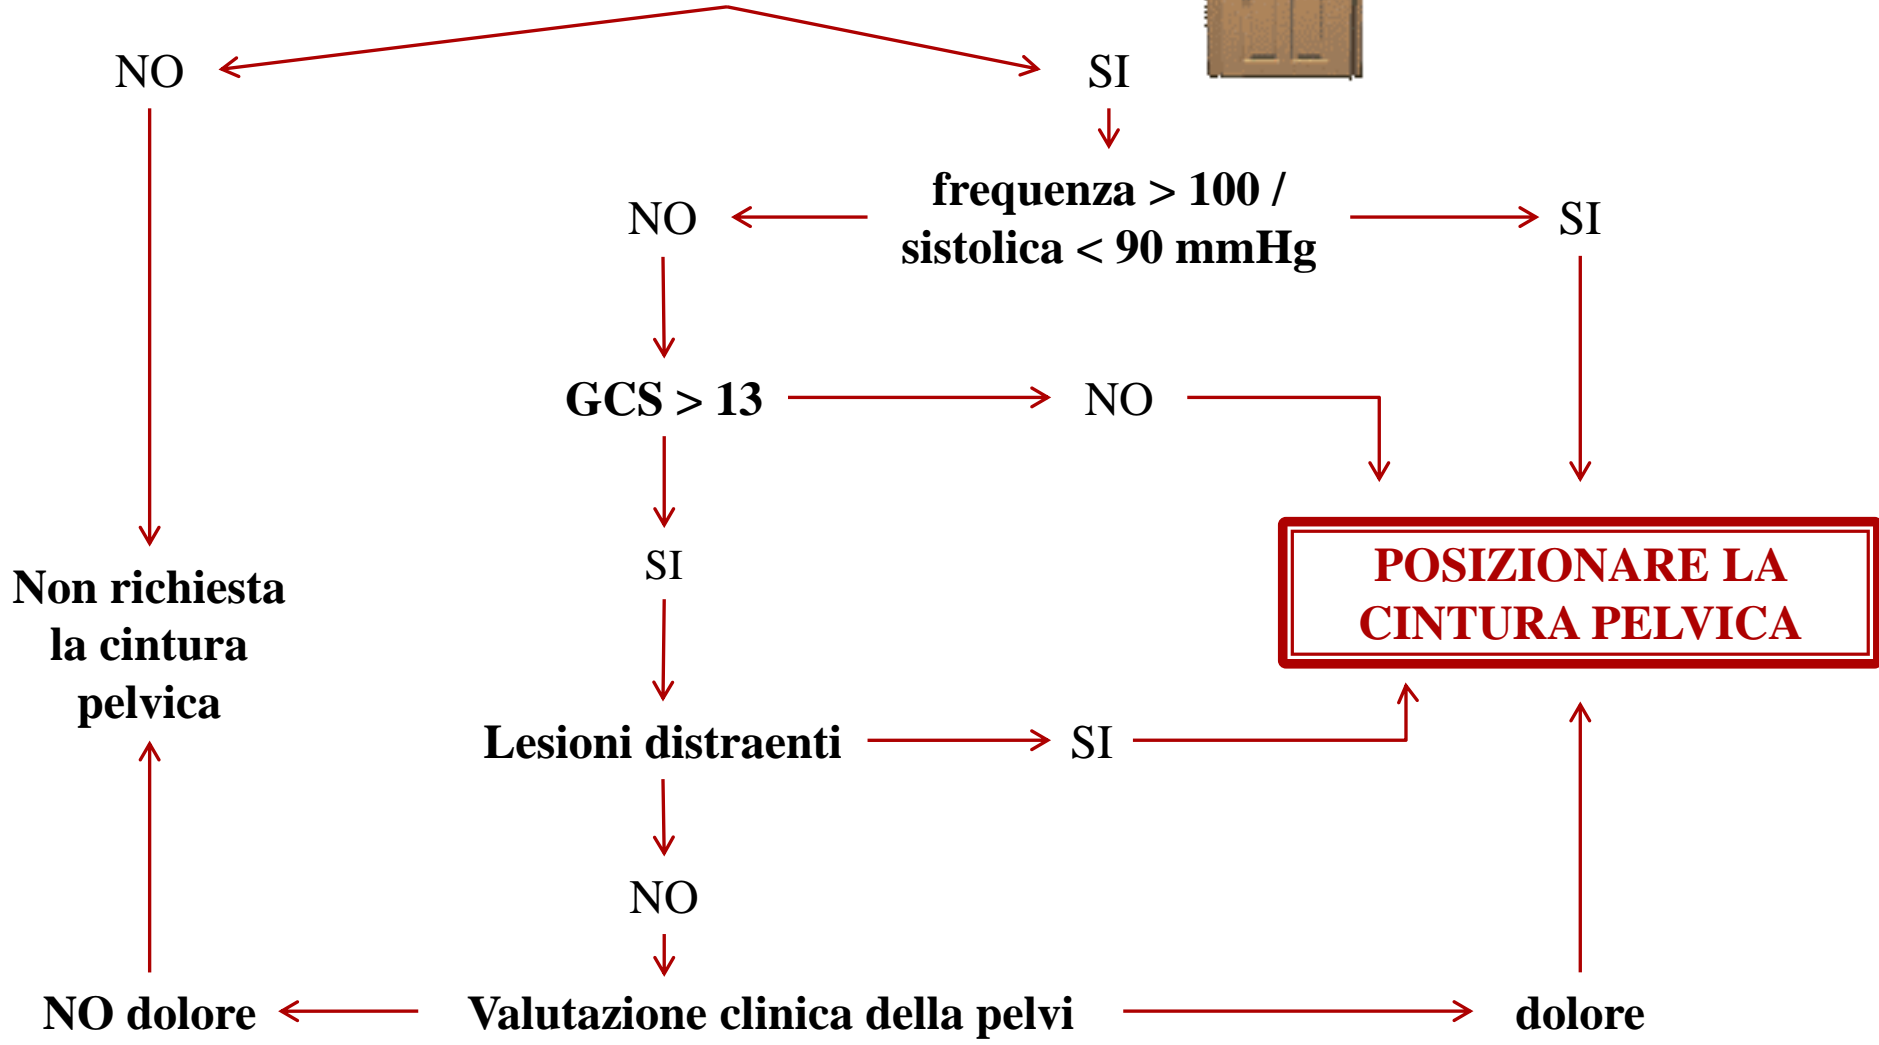 NO
SI
frequenza > 100 /
sistolica < 90 mmHg
NO
SI
GCS > 13
NO
SI
Non richiesta
la cintura
pelvica
POSIZIONARE LA
CINTURA PELVICA
Lesioni distraenti
SI
NO
NO dolore
Valutazione clinica della pelvi
dolore